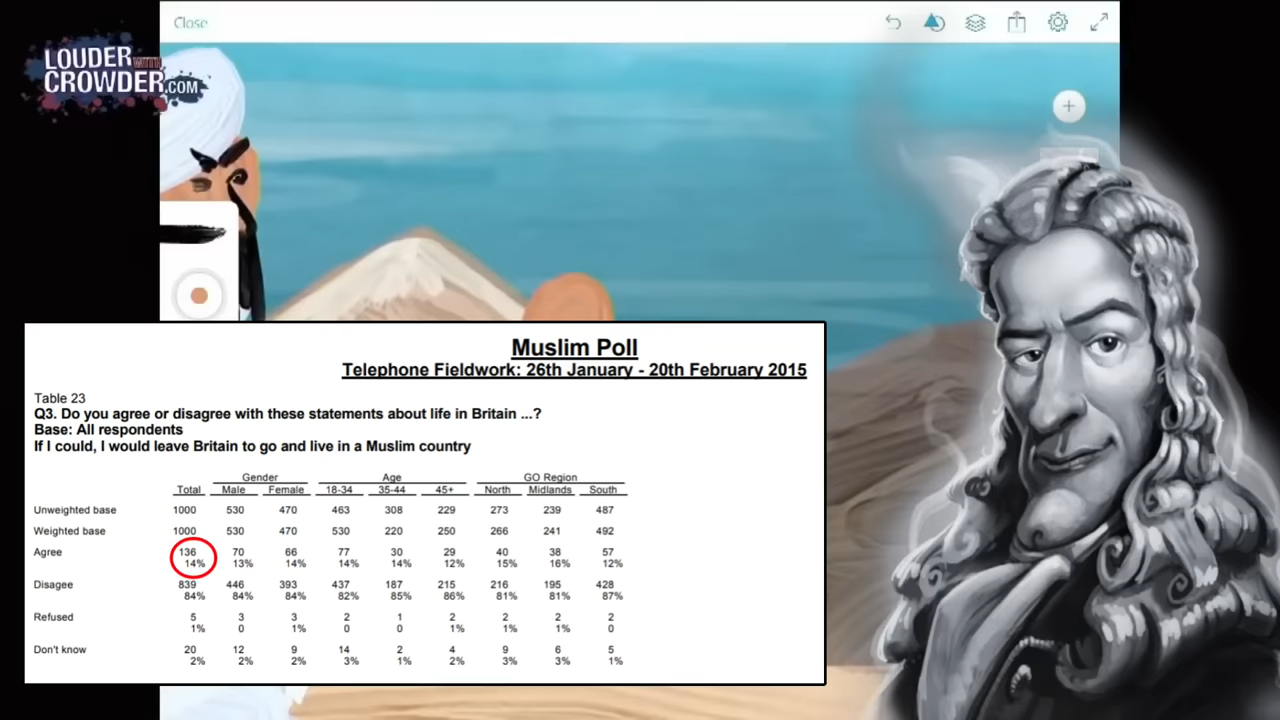 Close
LOUDER WITH
CROWDER.COM
Muslim Poll
Telephone Fieldwork: 26th January - 20th February 2015
Table 23
Q3. Do you agree or disagree with these statements about life in Britain ...?
Base: All respondents
If I could, I would leave Britain to go and live in a Muslim country
Gender Age GO Region
Total Male Female 18-34 35-44 45+ North Midlands South
Unweighted base 1000 530 470 463 308 229 273 239 487
Weighted base 1000 530 470 530 220 250 266 241 492
Agree 136 70 66 77 30 29 40 38 57
14% 13% 14% 14% 14% 12% 15% 16% 12%
Disagee 839 446 393 437 187 215 216 195 428
84% 84% 84% 82% 85% 86% 81% 81% 87%
Refused 5 3 3 2 1 2 2 2 2
1% 0 1% 0 0 1% 1% 1% 0
Don't know 20 12 9 14 2 4 9 6 5
2% 2% 2% 3% 1% 2% 3% 3% 1%